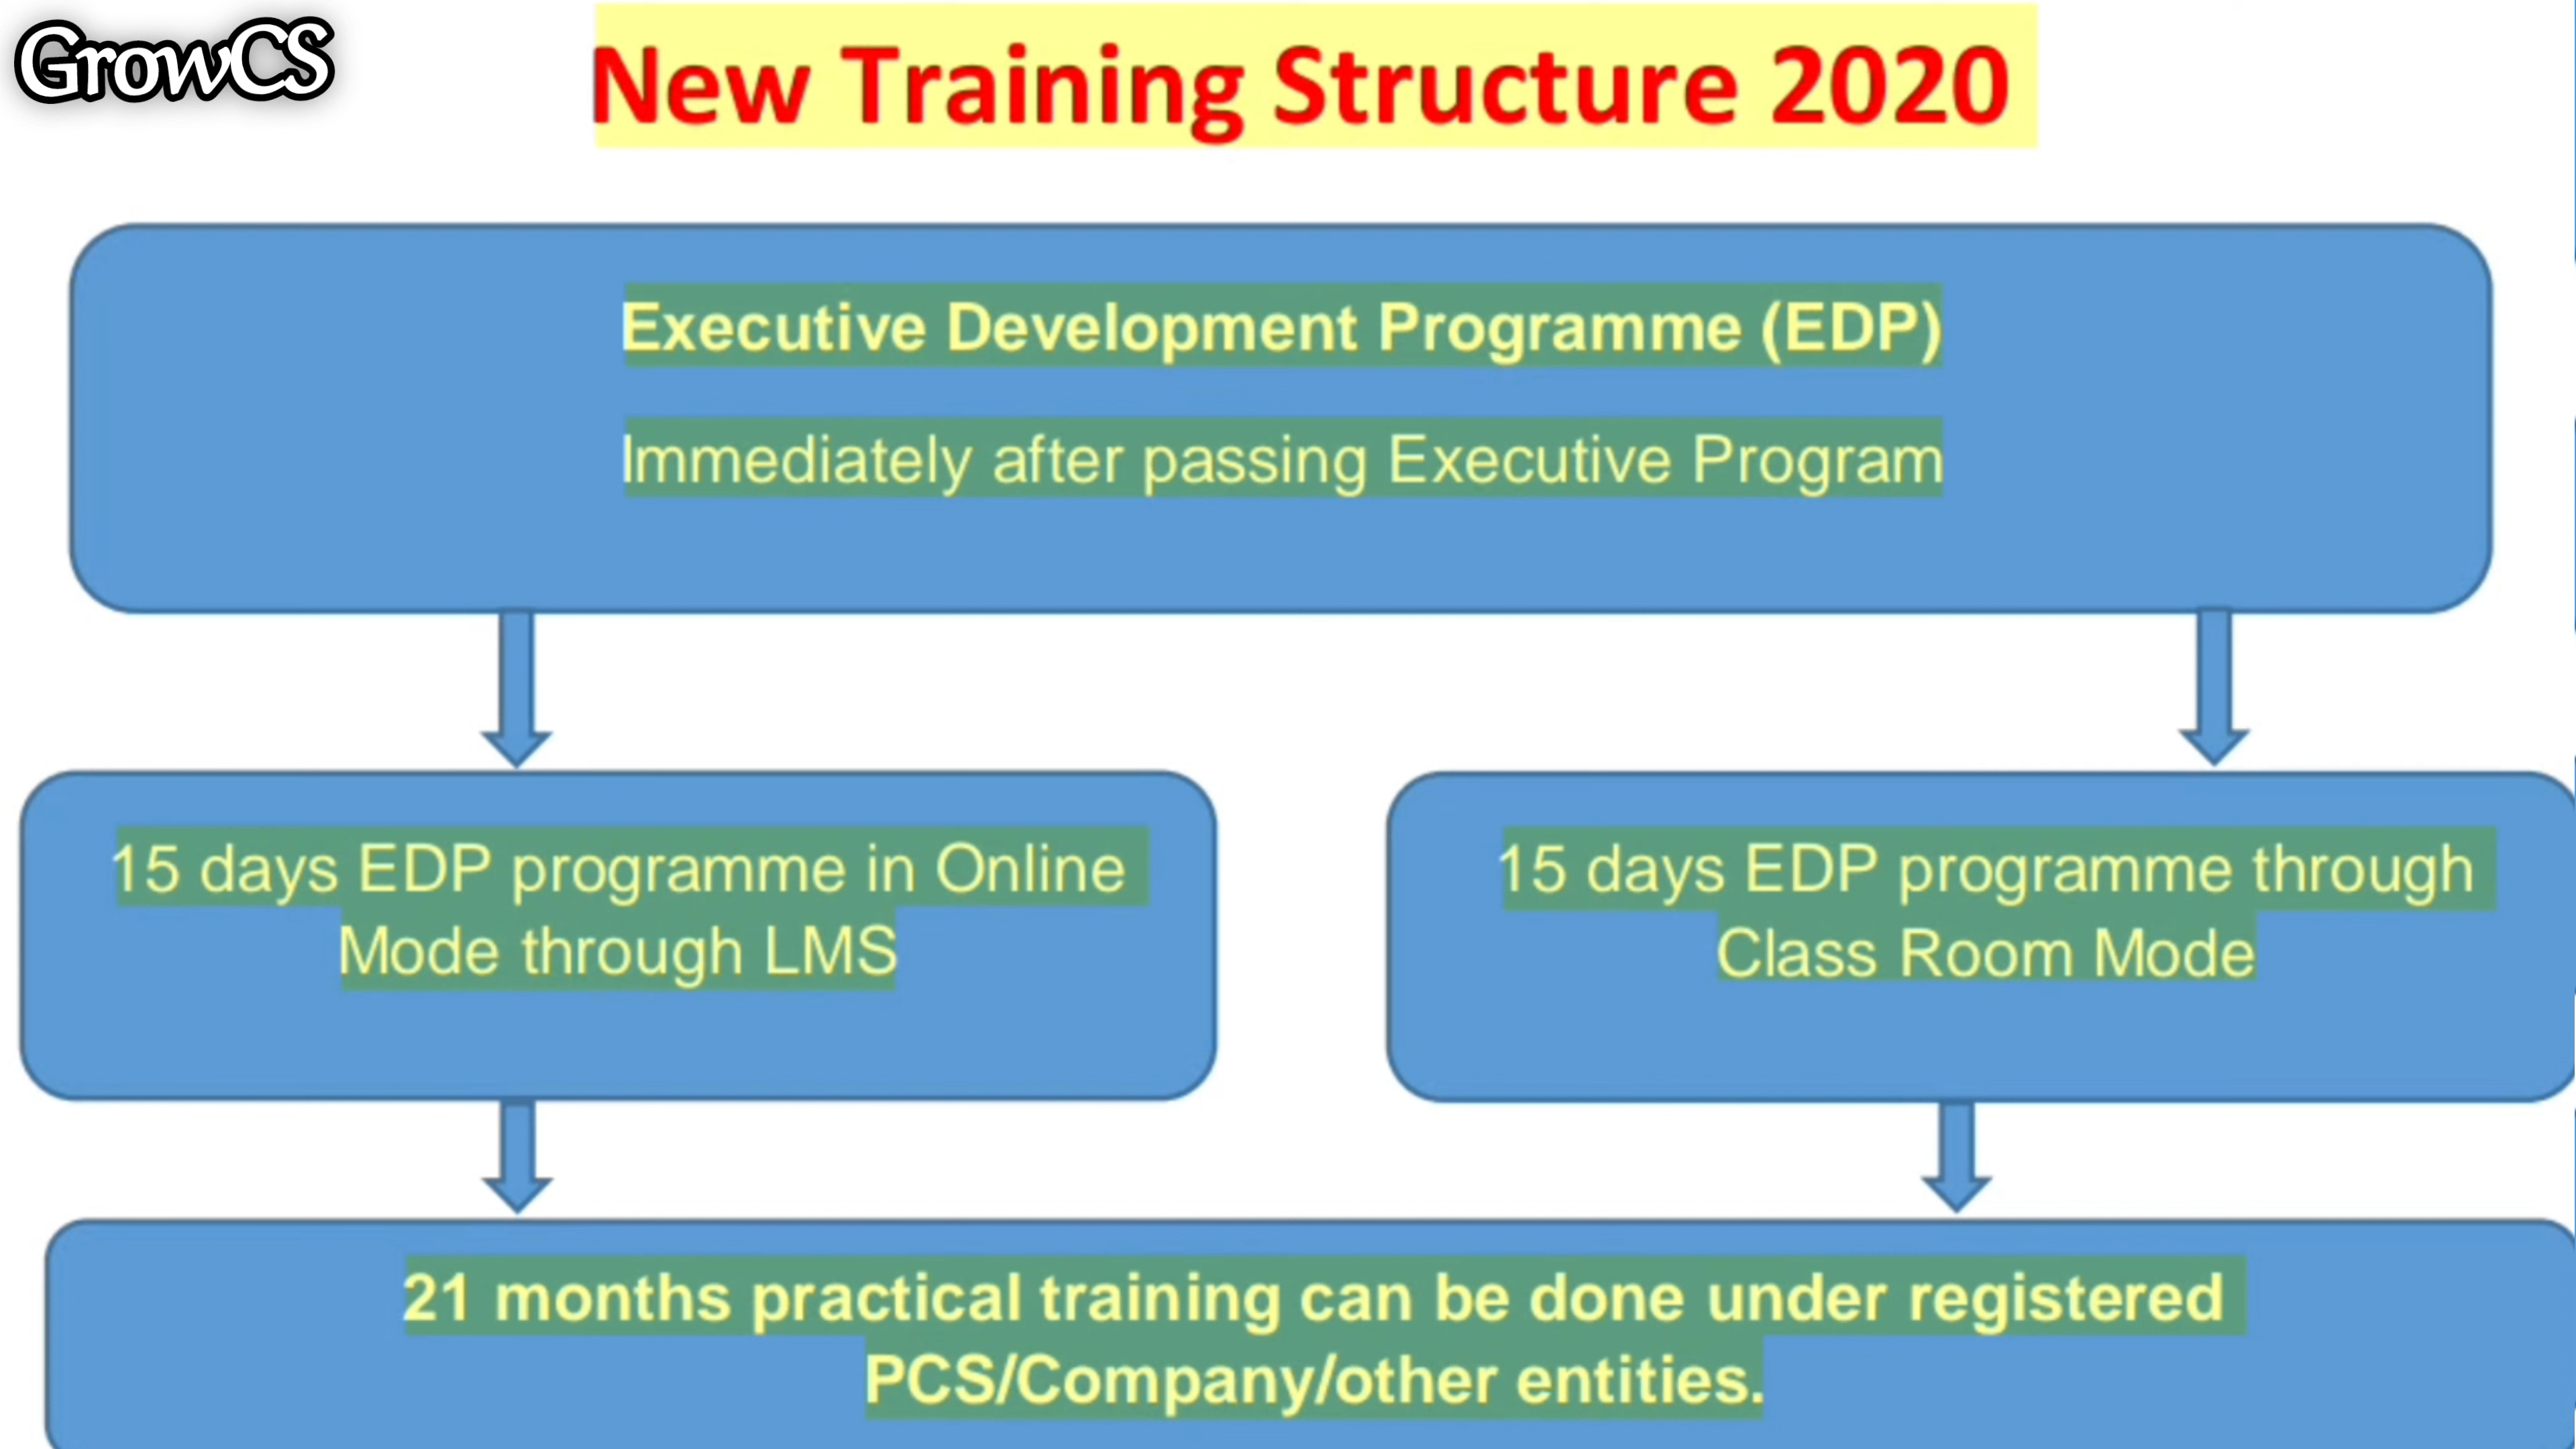 GrowCS
New Training Structure 2020
Executive Development Programme (EDP)
Immediately after passing Executive Program
15 days EDP programme in Online
Mode through LMS
15 days EDP programme through
Class Room Mode
21 months practical training can be done under registered
PCS/Company/other entities.